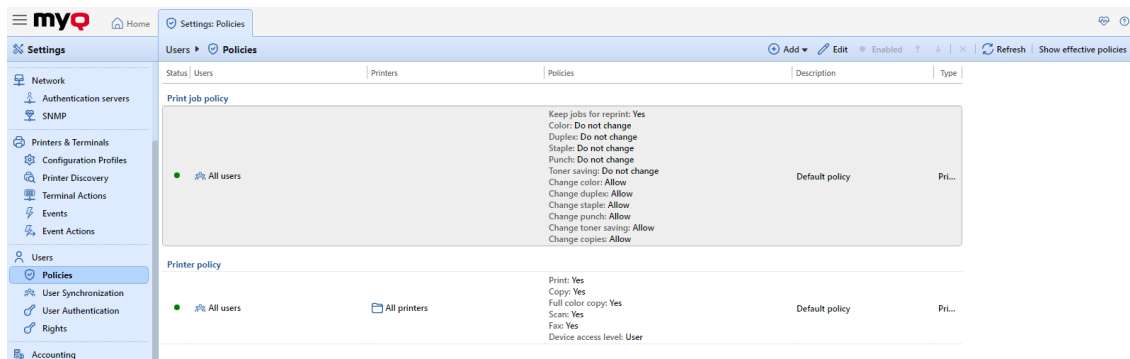 myQ
Home
Settings: Policies
Settings
Users
Policies
Add
Edit
Enabled
Refresh
Show effective policies
Network
Authentication servers
SNMP
Printers & Terminals
Configuration Profiles
Printer Discovery
Terminal Actions
Events
Event Actions
Users
Policies
User Synchronization
User Authentication
Rights
Accounting
Status
Users
Printers
Policies
Description
Type
Print job policy
All users
Keep jobs for reprint: Yes
Color: Do not change
Duplex: Do not change
Staple: Do not change
Punch: Do not change
Toner saving: Do not change
Change color: Allow
Change duplex: Allow
Change staple: Allow
Change punch: Allow
Change toner saving: Allow
Change copies: Allow
Default policy
Pri...
Printer policy
All users
All printers
Print: Yes
Copy: Yes
Full color copy: Yes
Scan: Yes
Fax: Yes
Device access level: User
Default policy
Pri...